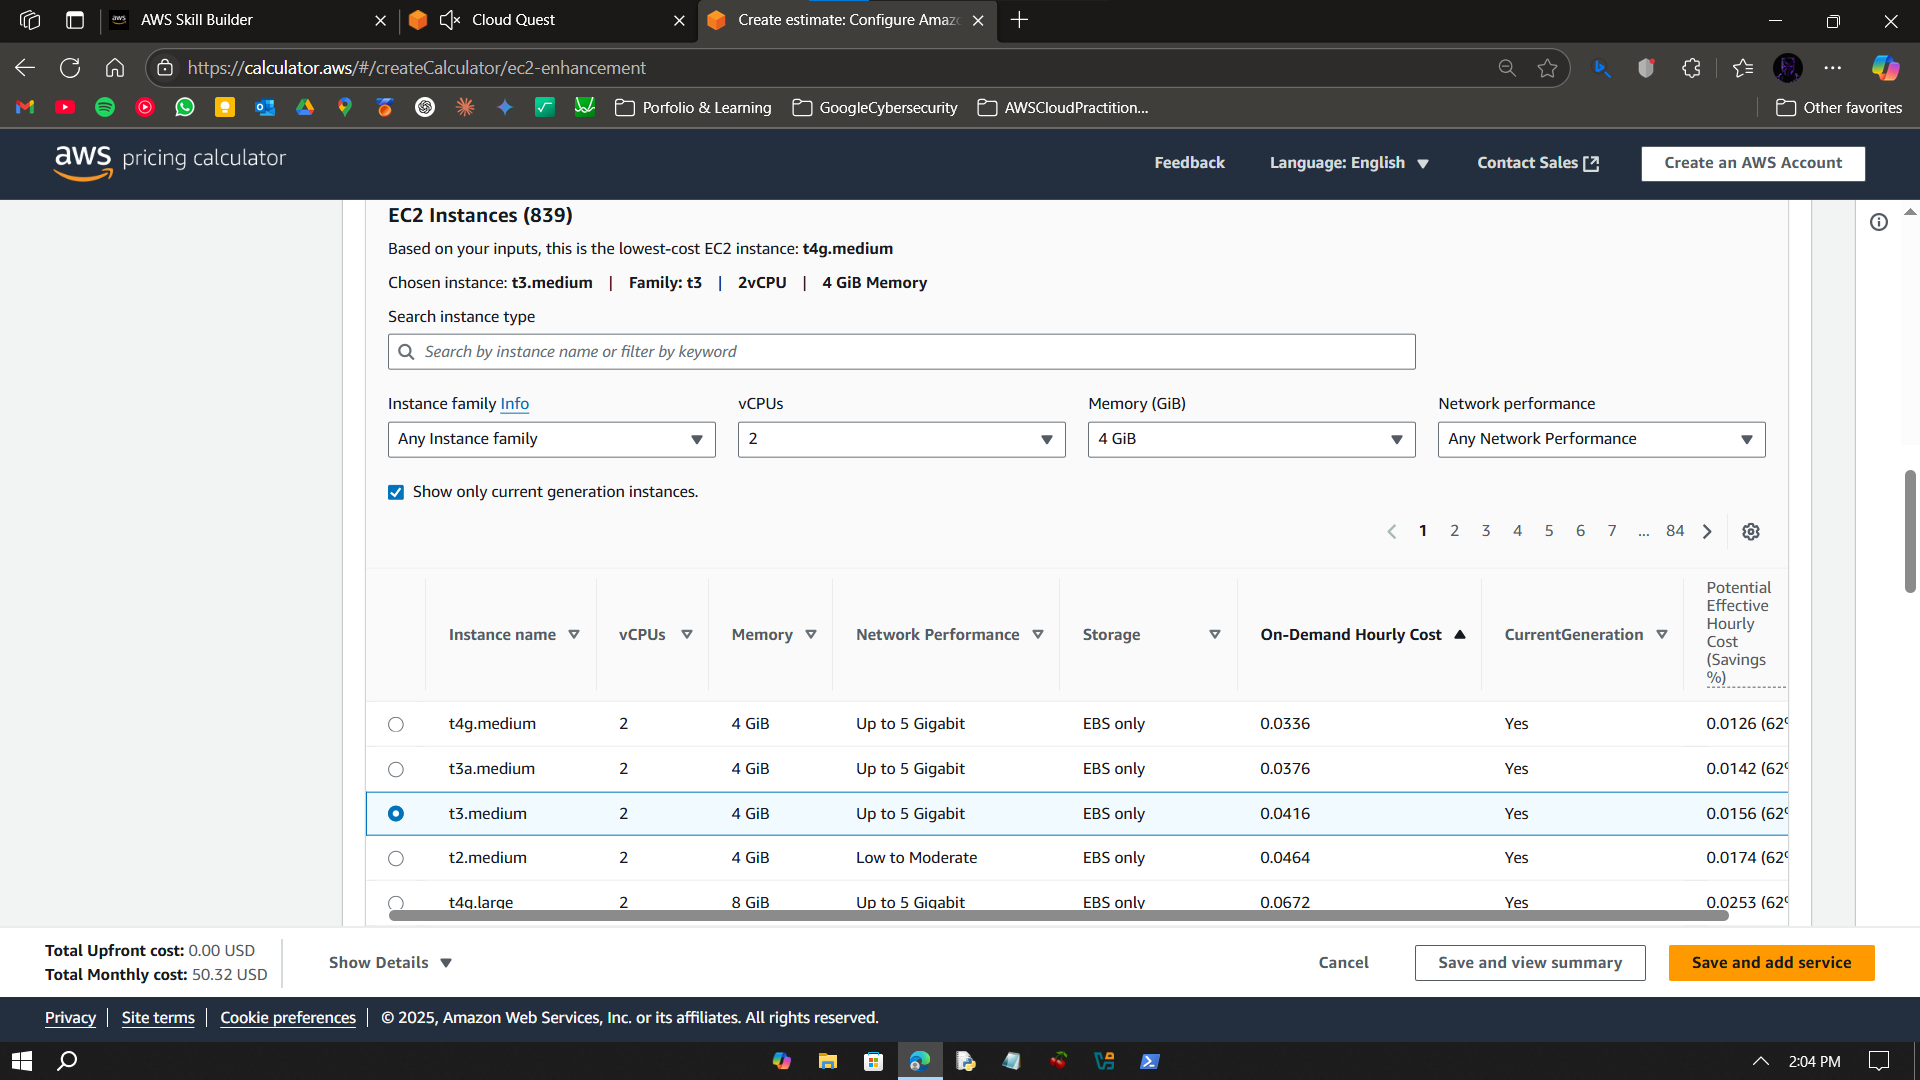 AWS Skill Builder
Cloud Quest
Create estimate: Configure Amaz
https://calculator.aws/#/createCalculator/ec2-enhancement
Porfolio & Learning
GoogleCybersecurity
AWSCloudPractition...
Other favorites
aws pricing calculator
Feedback
Language: English
Contact Sales
Create an AWS Account
EC2 Instances (839)
Based on your inputs, this is the lowest-cost EC2 instance: t4g.medium
Chosen instance: t3.medium | Family: t3 | 2vCPU | 4 GiB Memory
Search instance type
Search by instance name or filter by keyword
Instance family Info
vCPUs
Memory (GiB)
Network performance
Any Instance family
2
4 GiB
Any Network Performance
Show only current generation instances.
1 2 3 4 5 6 7 ... 84
Instance name vCPUs Memory Network Performance Storage On-Demand Hourly Cost CurrentGeneration
Potential
Effective
Hourly
Cost
(Savings
%)
t4g.medium 2 4 GiB Up to 5 Gigabit EBS only 0.0336 Yes 0.0126 (62%
t3a.medium 2 4 GiB Up to 5 Gigabit EBS only 0.0376 Yes 0.0142 (62%
t3.medium 2 4 GiB Up to 5 Gigabit EBS only 0.0416 Yes 0.0156 (62%
t2.medium 2 4 GiB Low to Moderate EBS only 0.0464 Yes 0.0174 (62%
t4g.large 2 8 GiB Up to 5 Gigabit EBS only 0.0672 Yes 0.0253 (62%
Total Upfront cost: 0.00 USD
Total Monthly cost: 50.32 USD
Show Details
Cancel
Save and view summary
Save and add service
Privacy | Site terms | Cookie preferences | © 2025, Amazon Web Services, Inc. or its affiliates. All rights reserved.
2:04 PM